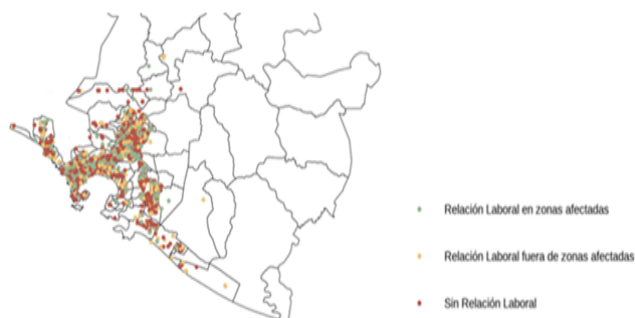 Relación Laboral en zonas afectadas
Relación Laboral fuera de zonas afectadas
Sin Relación Laboral